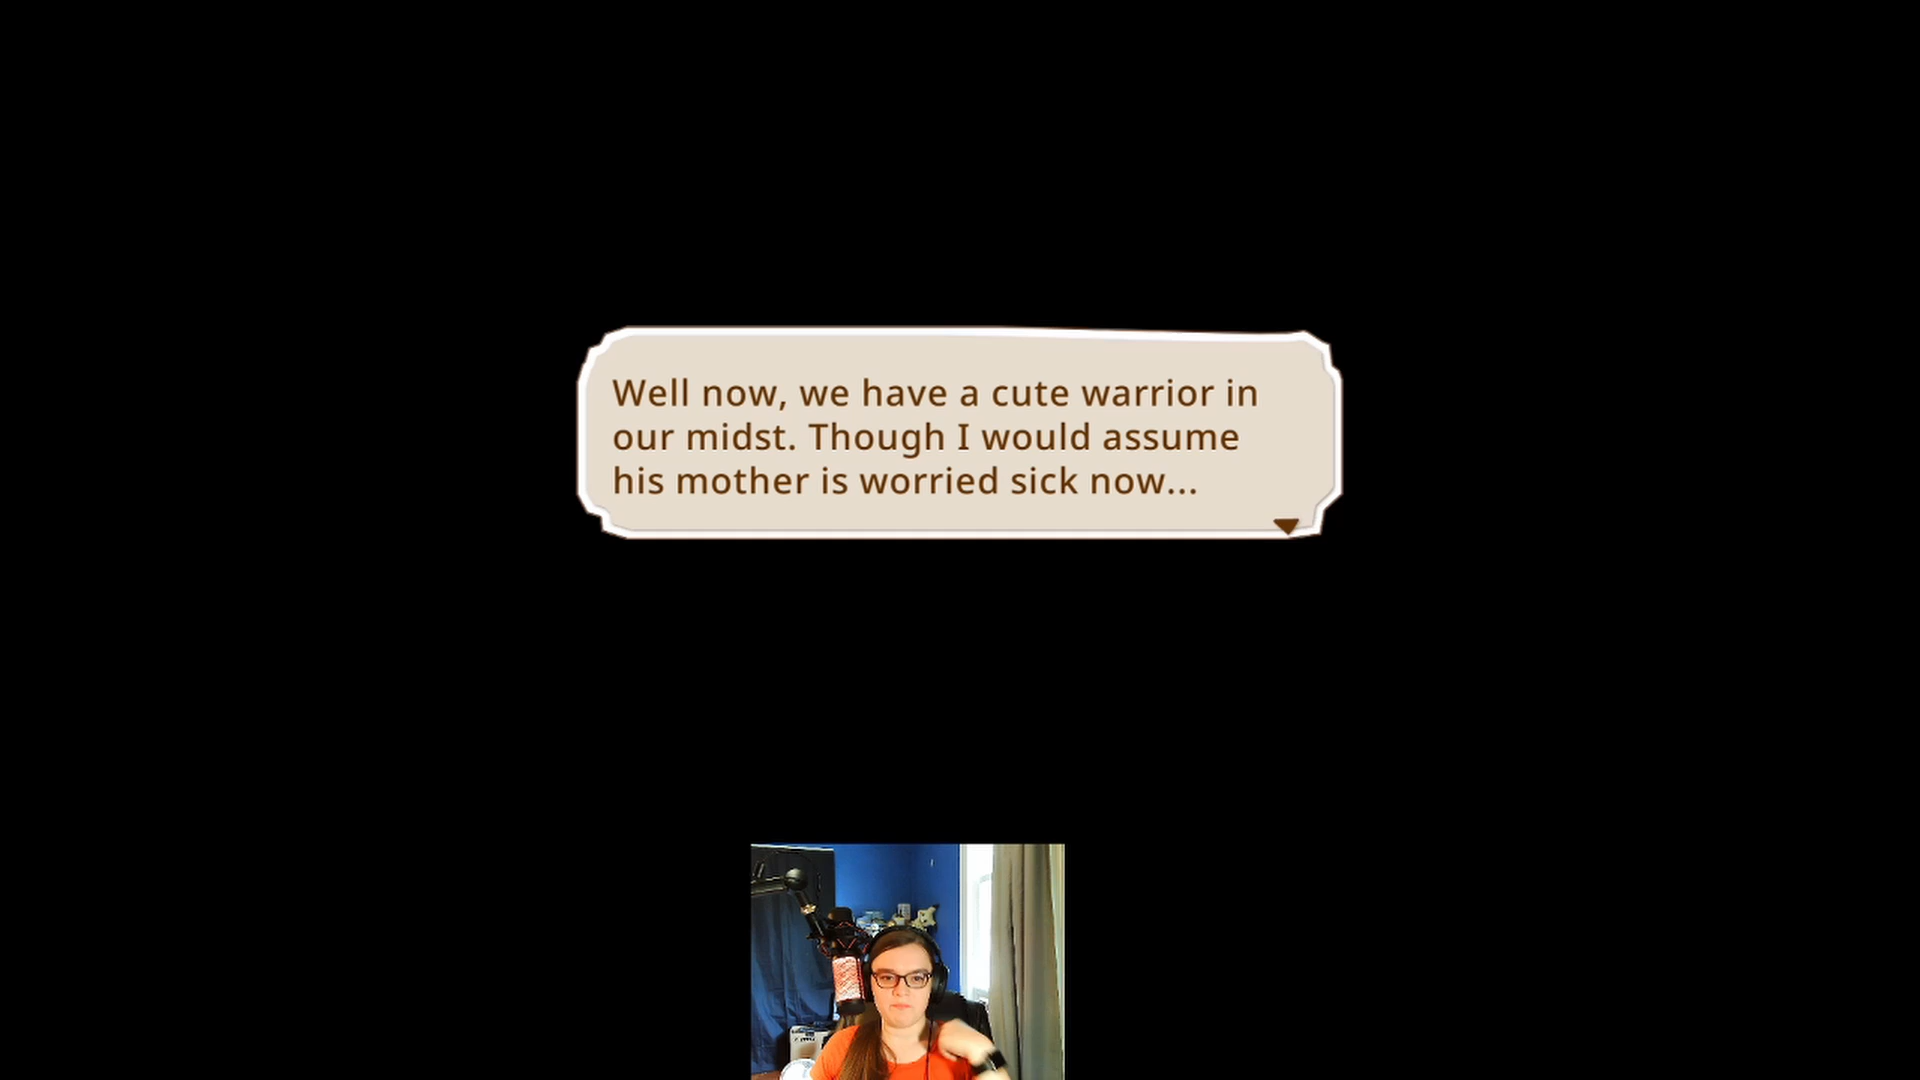 Well now, we have a cute warrior in
our midst. Though I would assume
his mother is worried sick now...